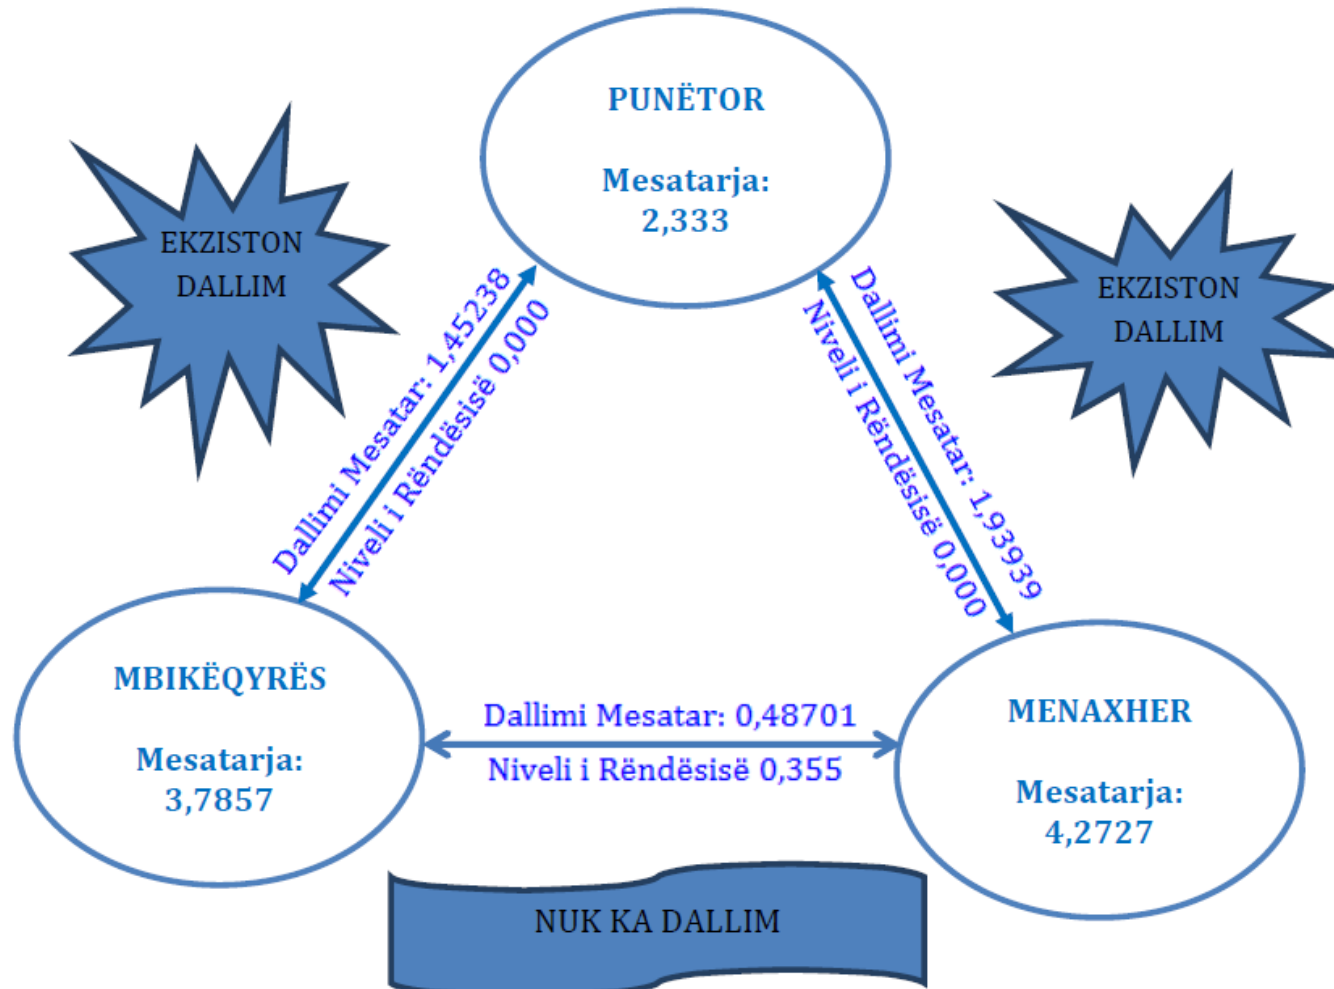 PUNËTOR
Mesatarja:
2,333
EKZISTON
DALLIM
EKZISTON
DALLIM
Dallimi Mesatar: 1,45238
Niveli i Rëndësisë 0,000
Dallimi Mesatar: 1,93939
Niveli i Rëndësisë 0,000
MBIKËQYRËS
Mesatarja:
3,7857
Dallimi Mesatar: 0,48701
Niveli i Rëndësisë 0,355
MENAXHER
Mesatarja:
4,2727
NUK KA DALLIM